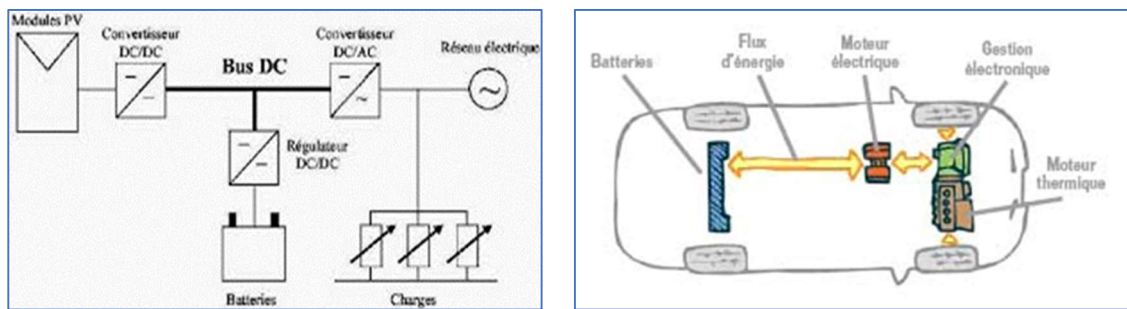 Modules PV
Convertisseur
DC/DC
Bus DC
Convertisseur
DC/AC
Réseau électrique
Régulateur
DC/DC
Batteries
Charges
Batteries
Flux
d'énergie
Moteur
électrique
Gestion
électronique
Moteur
thermique